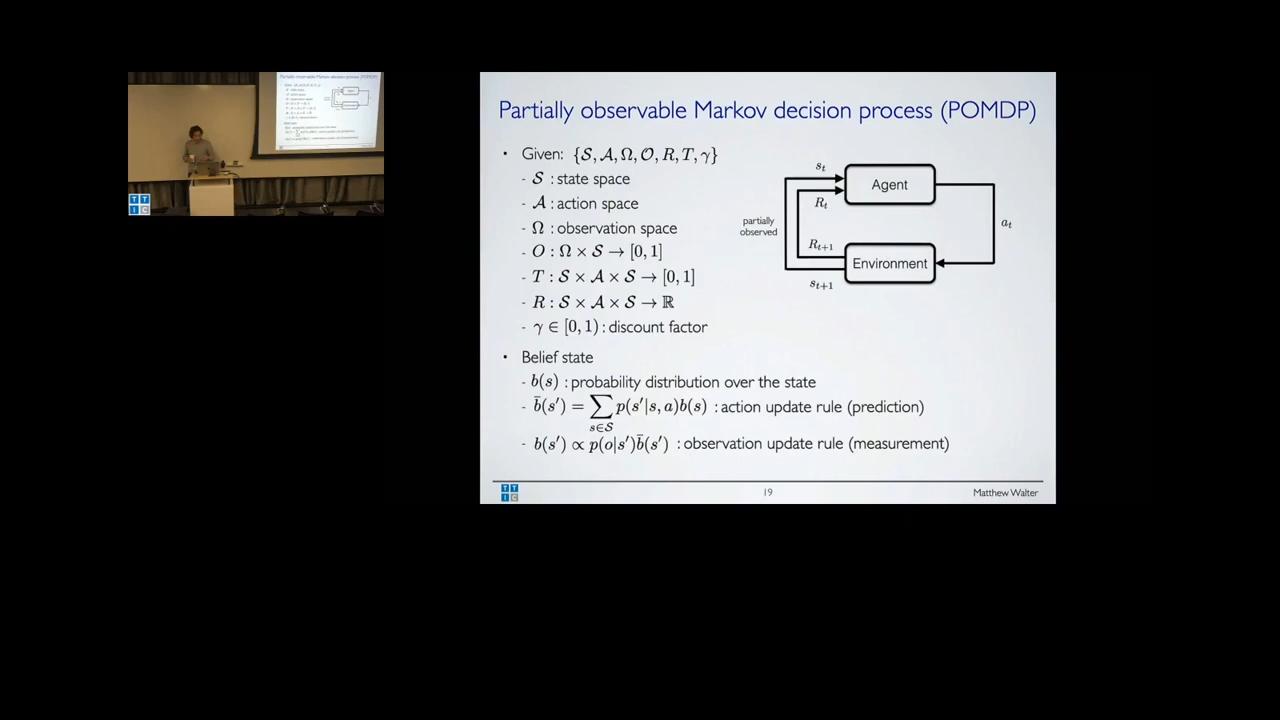 Partially observable Markov decision process (POMDP)
• Given: {𝒮, 𝒜, Ω, 𝒪, R, T, γ}
- 𝒮 : state space
- 𝒜 : action space
- Ω : observation space
- O : Ω × 𝒮 → [0, 1]
- T : 𝒮 × 𝒜 × 𝒮 → [0, 1]
- R : 𝒮 × 𝒜 × 𝒮 → ℝ
- γ ∈ [0, 1) : discount factor
s_t
Agent
R_t
partially
observed
a_t
R_{t+1}
Environment
s_{t+1}
• Belief state
- b(s) : probability distribution over the state
- b̄(s′) = ∑_{s∈𝒮} p(s′|s, a)b(s) : action update rule (prediction)
- b(s′) ∝ p(o|s′)b̄(s′) : observation update rule (measurement)
T T
I C
19
Matthew Walter
T T
I C